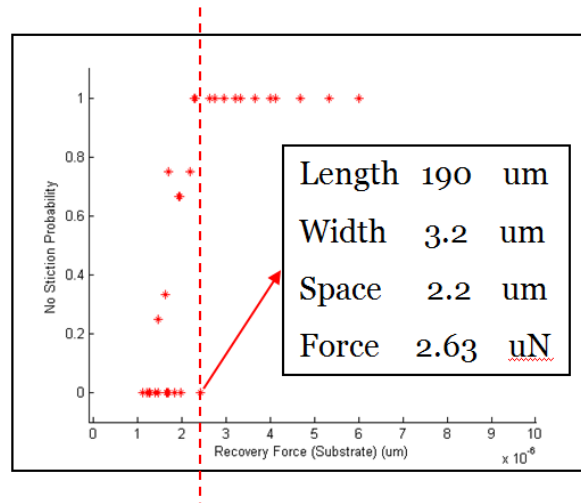 1
0.8
0.6
0.4
0.2
0
No Stiction Probability
0 1 2 3 4 5 6 7 8 9 10
Recovery Force (Substrate) (um)
x 10⁻⁶
Length 190 um
Width 3.2 um
Space 2.2 um
Force 2.63 uN